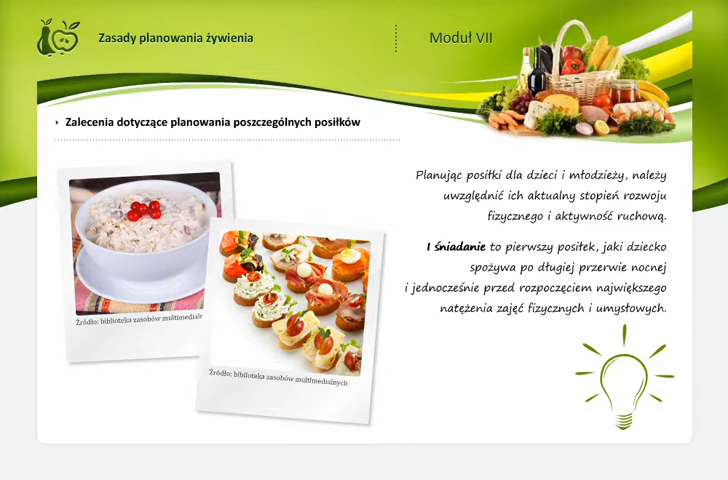 Zasady planowania żywienia
Moduł VII
Zalecenia dotyczące planowania poszczególnych posiłków
Planując posiłki dla dzieci i młodzieży, należy
uwzględnić ich aktualny stopień rozwoju
fizycznego i aktywność ruchową.
I śniadanie to pierwszy posiłek, jaki dziecko
spożywa po długiej przerwie nocnej
i jednocześnie przed rozpoczęciem największego
natężenia zajęć fizycznych i umysłowych.
Źródło: biblioteka zasobów multimedialn
Źródło: biblioteka zasobów multimedialnych